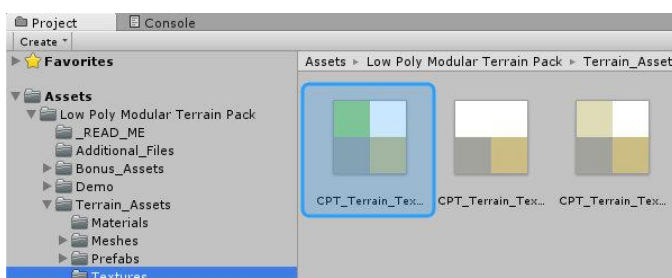 Project Console
Create
Favorites
Assets
Low Poly Modular Terrain Pack
_READ_ME
Additional_Files
Bonus_Assets
Demo
Terrain_Assets
Materials
Meshes
Prefabs
Textures
Assets Low Poly Modular Terrain Pack Terrain_Asset
CPT_Terrain_Tex... CPT_Terrain_Tex... CPT_Terrain_Tex...